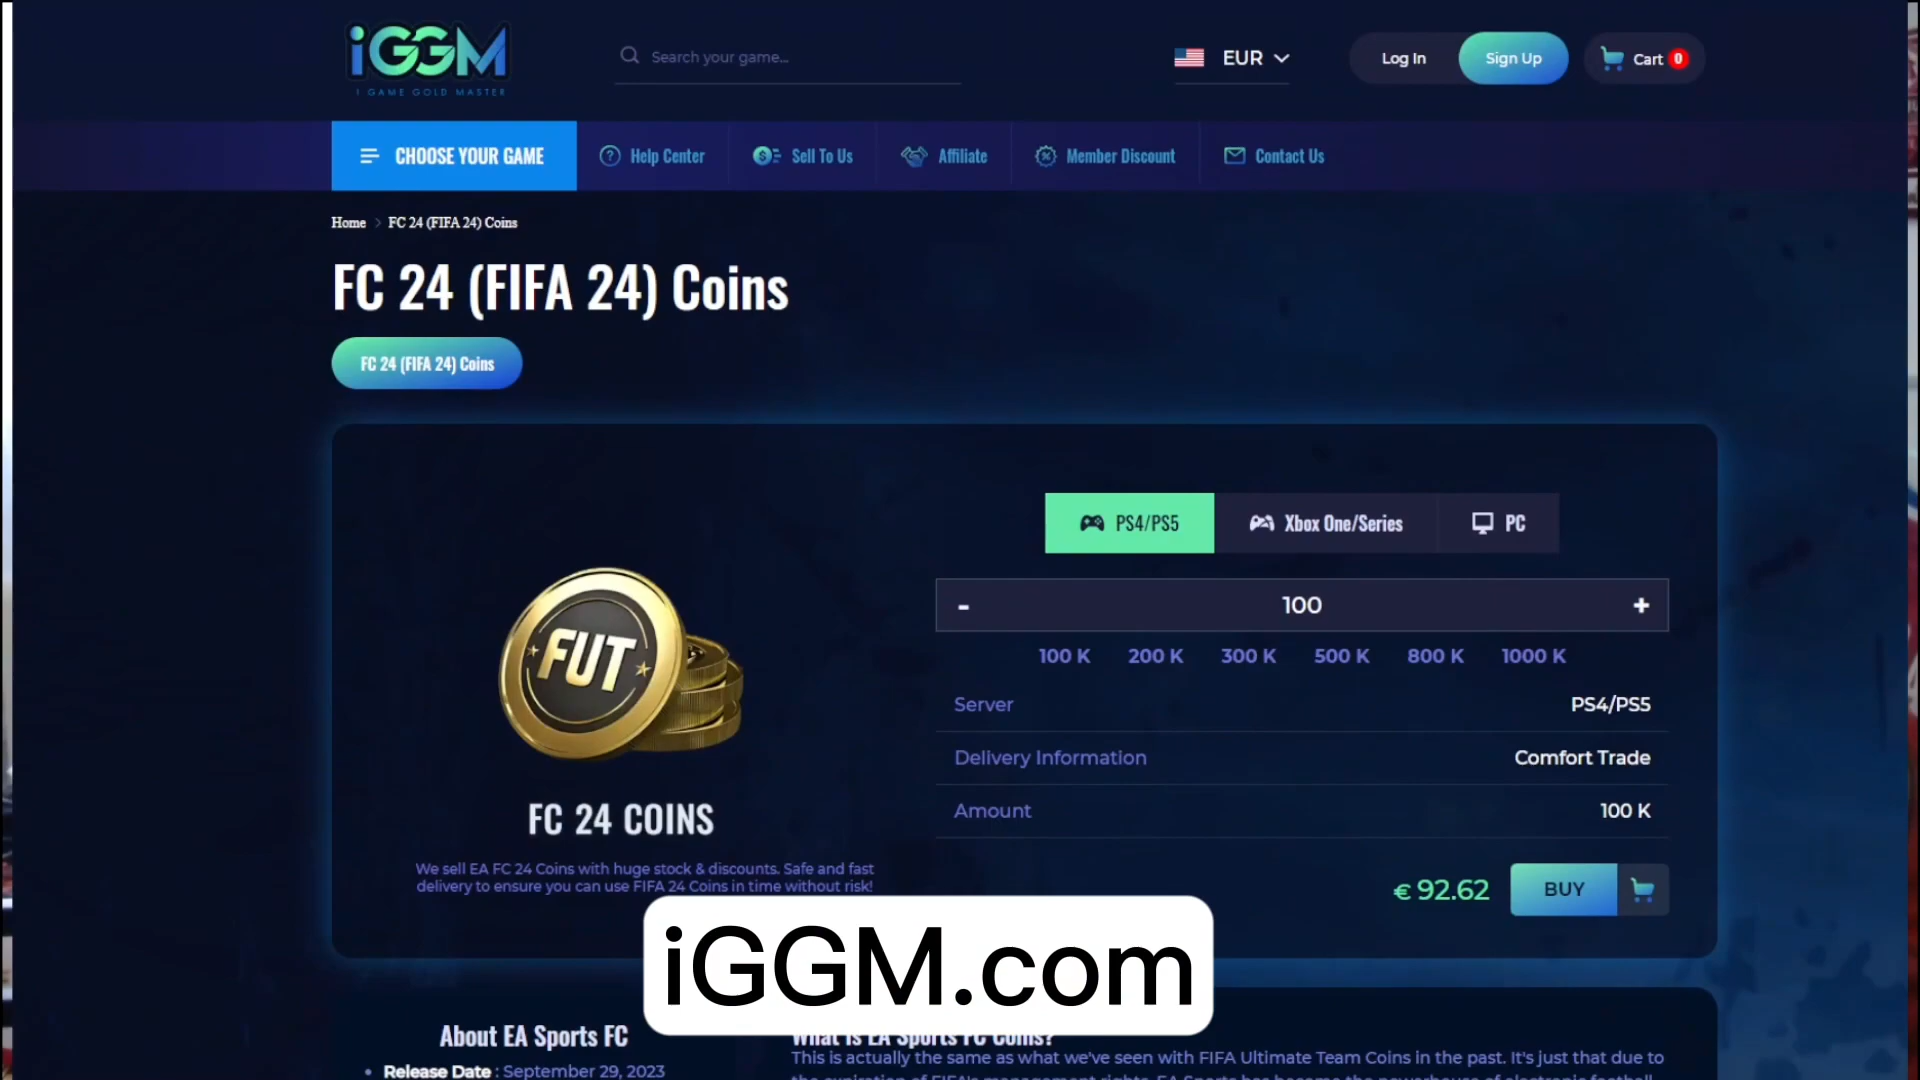 iGGM
I GAME GOLD MASTER
Search your game...
EUR
Log In
Sign Up
Cart 0
CHOOSE YOUR GAME
Help Center
Sell To Us
Affiliate
Member Discount
Contact Us
Home > FC 24 (FIFA 24) Coins
FC 24 (FIFA 24) Coins
FC 24 (FIFA 24) Coins
PS4/PS5
Xbox One/Series
PC
- 100 +
100 K 200 K 300 K 500 K 800 K 1000 K
Server PS4/PS5
Delivery Information Comfort Trade
Amount 100 K
€ 92.62 BUY
FUT
FC 24 COINS
We sell EA FC 24 Coins with huge stock & discounts. Safe and fast
delivery to ensure you can use FIFA 24 Coins in time without risk!
iGGM.com
About EA Sports FC
• Release Date : September 29, 2023
What Is EA Sports FC Coins?
This is actually the same as what we've seen with FIFA Ultimate Team Coins in the past. It's just that due to